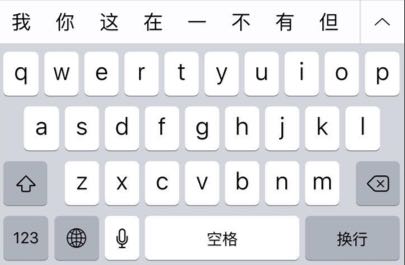 我 你 这 在 一 不 有 但
q w e r t y u i o p
a s d f g h j k l
z x c v b n m
123 空格 换行